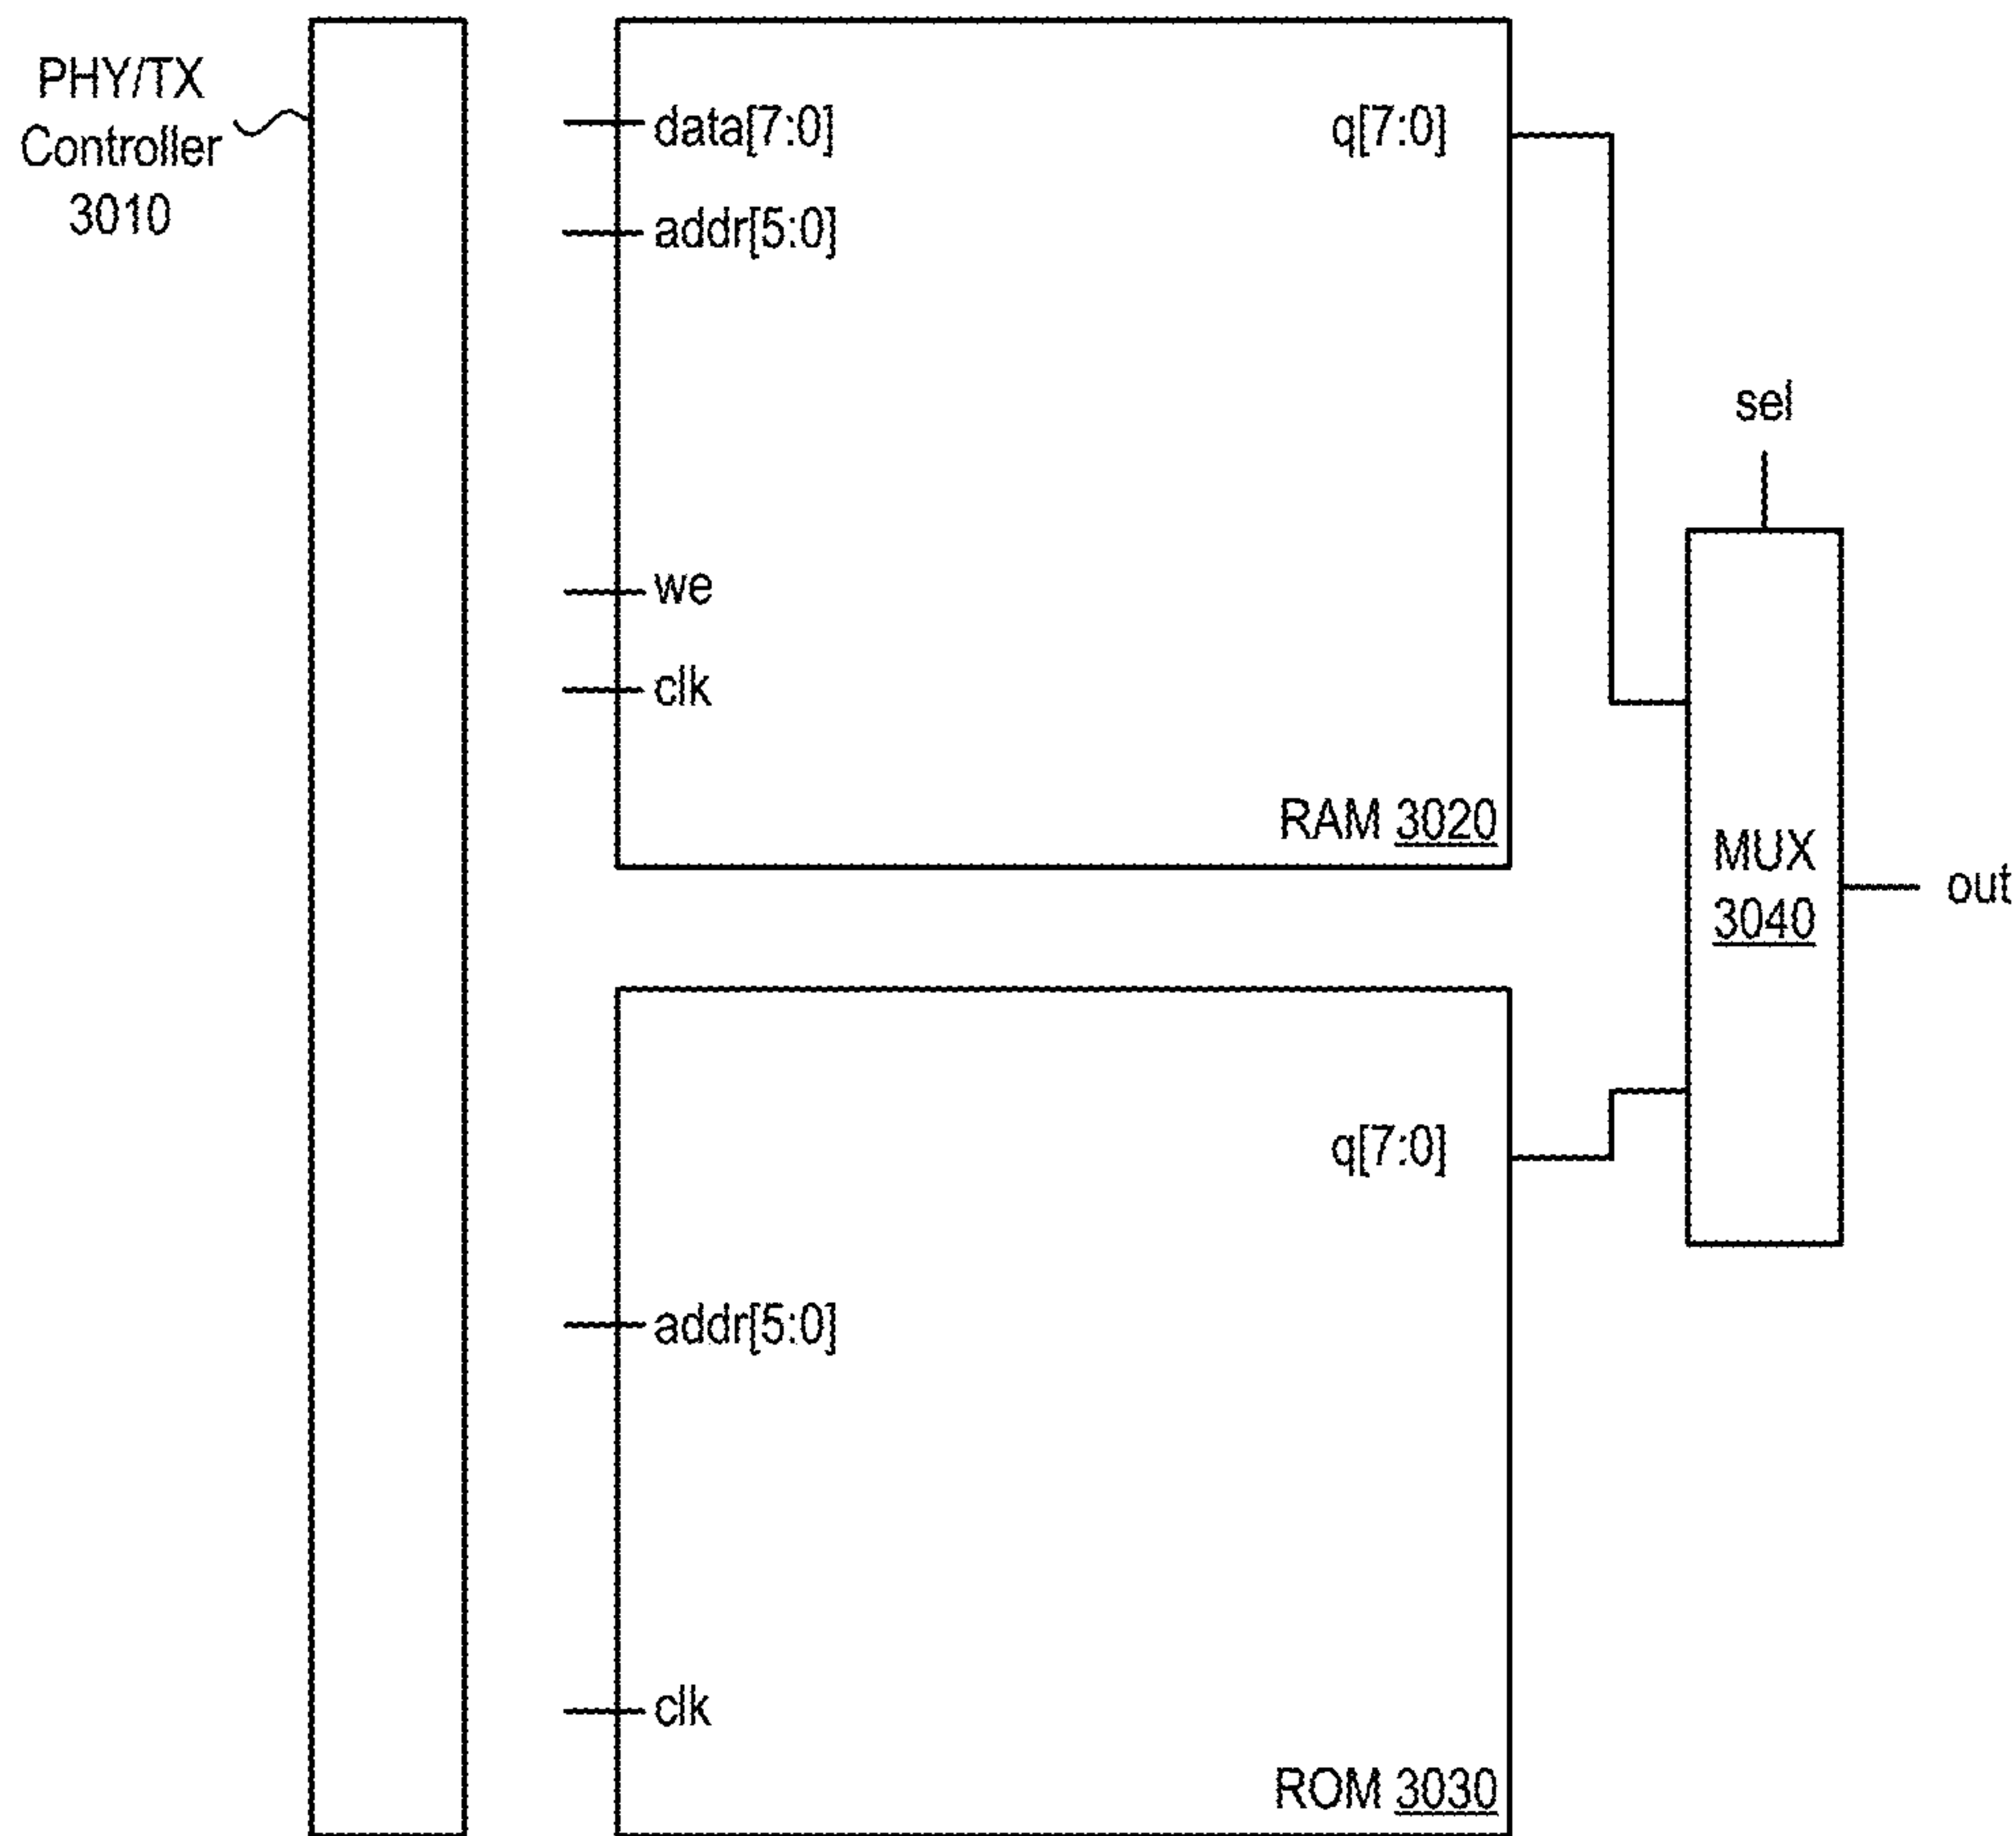 PHY/TX
Controller
3010
data[7:0]
q[7:0]
addr[5:0]
we
clk
RAM 3020
sel
MUX
3040
out
q[7:0]
addr[5:0]
clk
ROM 3030